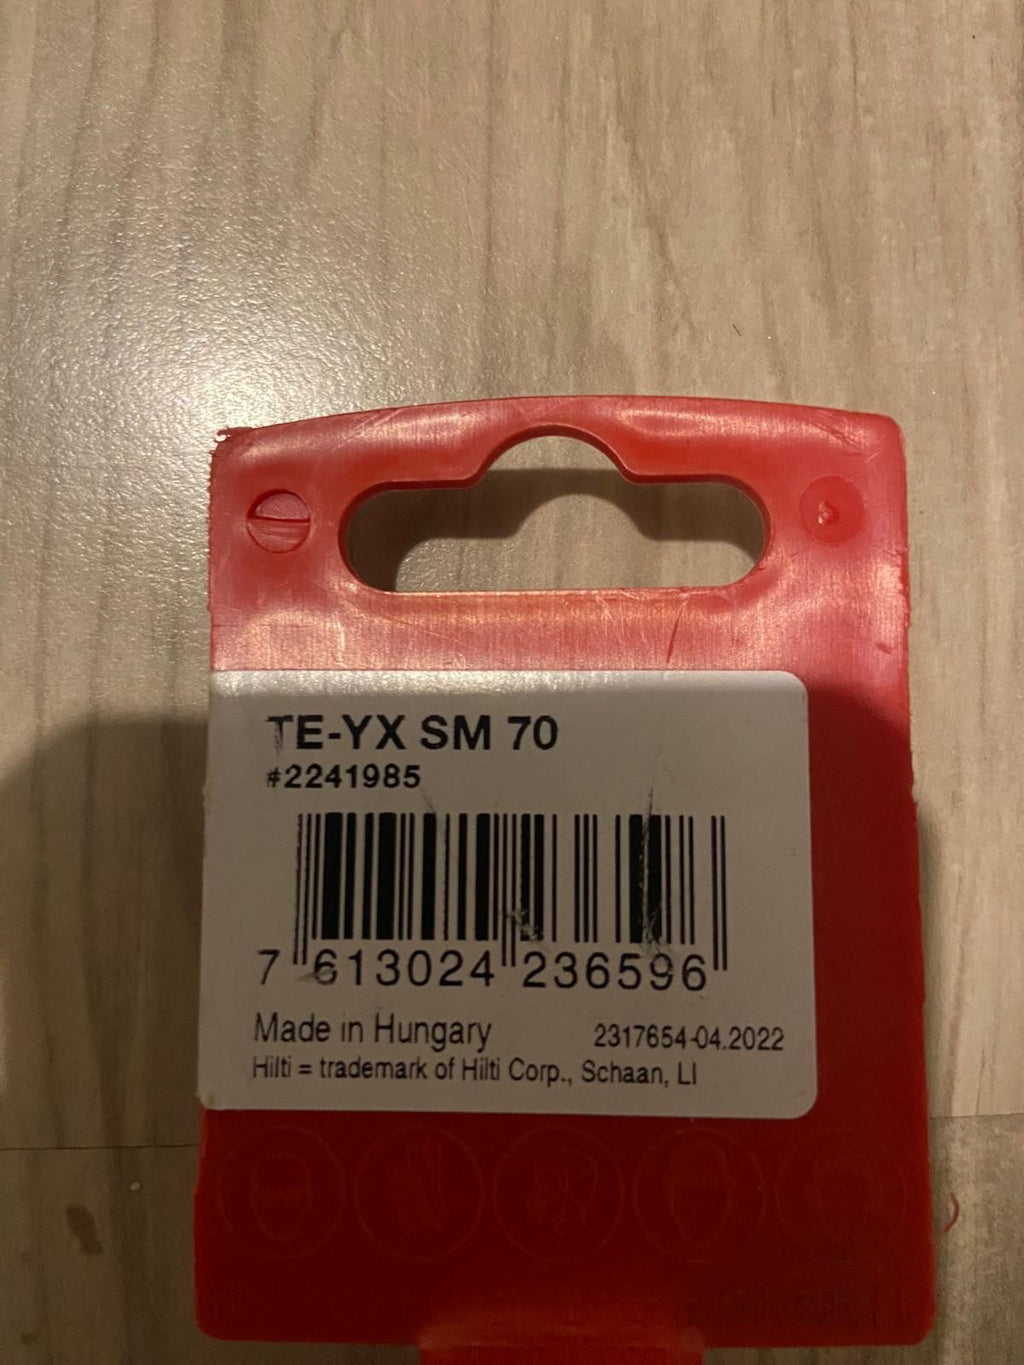 TE-YX SM 70
#2241985
7 613024 236596
Made in Hungary 2317654-04.2022
Hilti = trademark of Hilti Corp., Schaan, LI